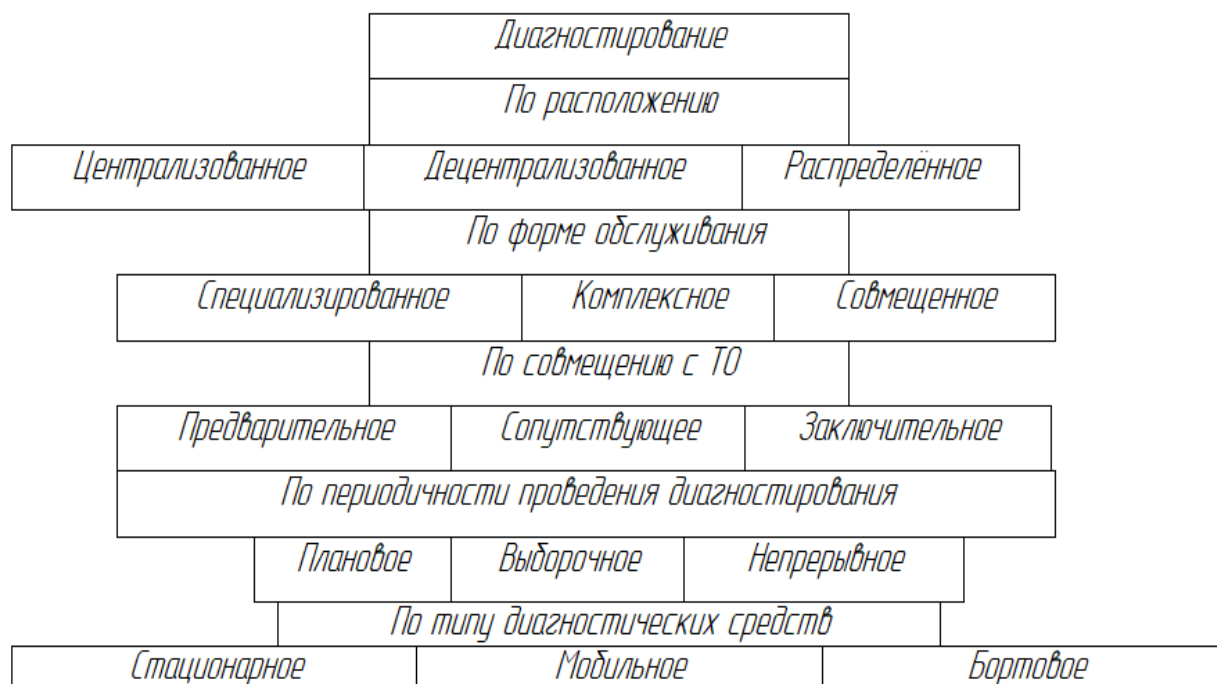 Диагностирование
По расположению
Централизованное Децентрализованное Распределённое
По форме обслуживания
Специализированное Комплексное Совмещенное
По совмещению с ТО
Предварительное Сопутствующее Заключительное
По периодичности проведения диагностирования
Плановое Выборочное Непрерывное
По типу диагностических средств
Стационарное Мобильное Бортовое